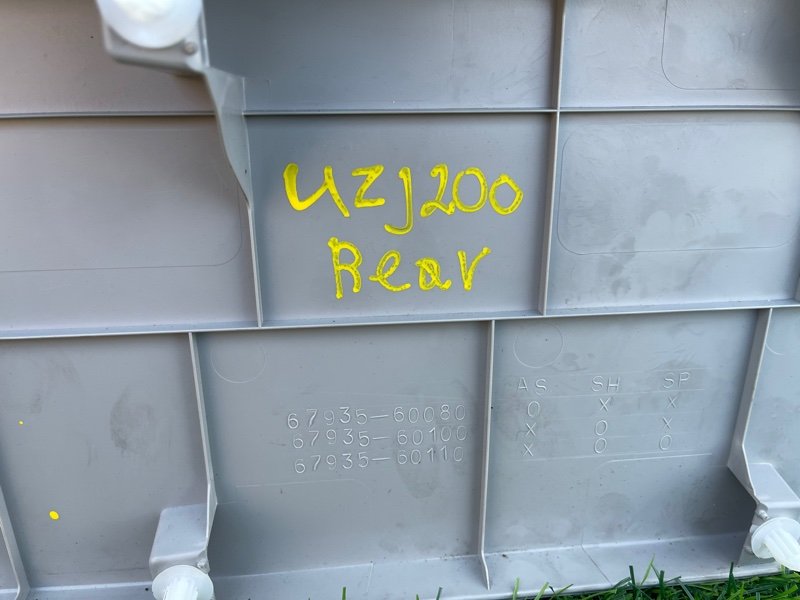 UZJ200
Rear
AS SH SP
67935-60080 O X X
67935-60100 X O X
67935-60110 X O O